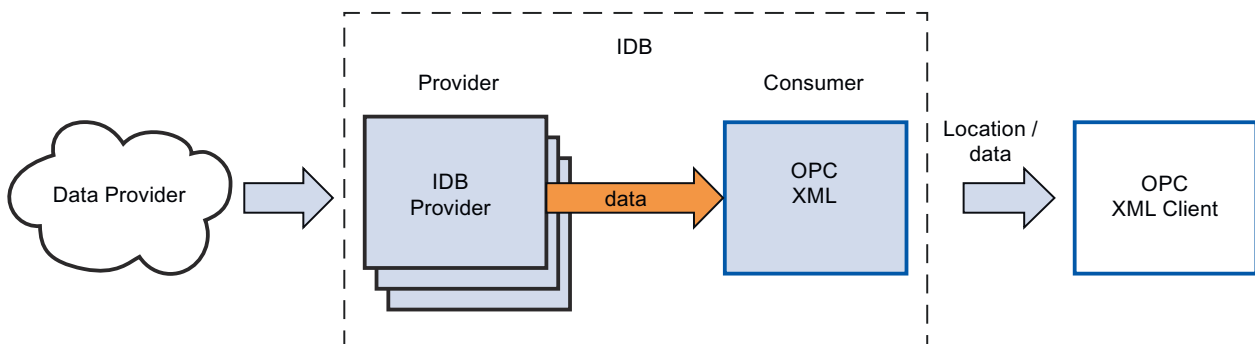 IDB
Provider
Consumer
Data Provider
IDB
Provider
data
OPC
XML
Location /
data
OPC
XML Client